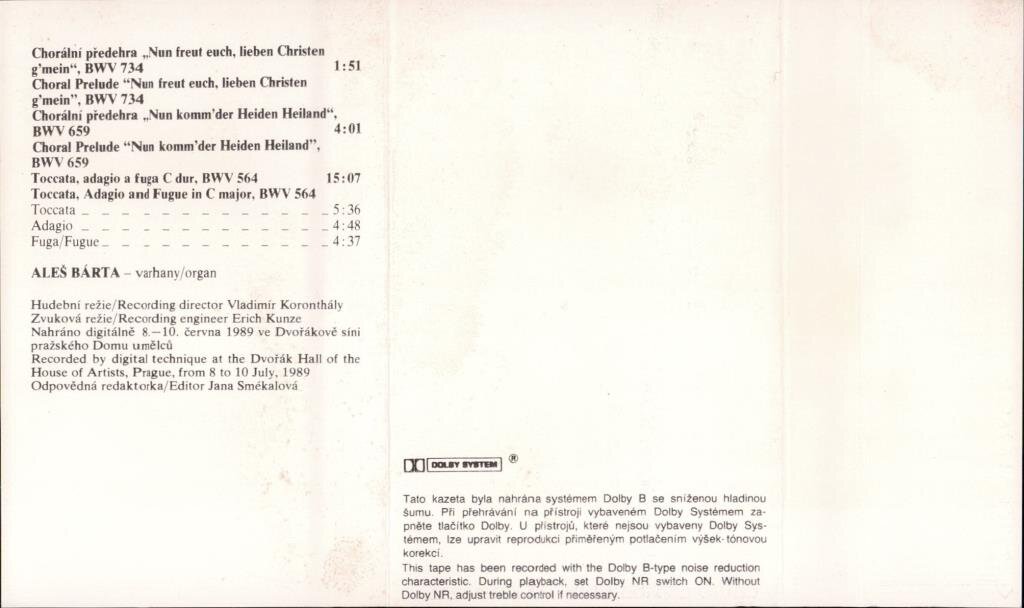 Chorální předehra „Nun freut euch, lieben Christen
g'mein“, BWV 734 1:51
Choral Prelude “Nun freut euch, lieben Christen
g'mein”, BWV 734
Chorální předehra „Nun komm'der Heiden Heiland“,
BWV 659 4:01
Choral Prelude “Nun komm'der Heiden Heiland”,
BWV 659
Toccata, adagio a fuga C dur, BWV 564 15:07
Toccata, Adagio and Fugue in C major, BWV 564
Toccata _ _ _ _ _ _ _ _ _ _ _ _ _ 5:36
Adagio _ _ _ _ _ _ _ _ _ _ _ _ _ 4:48
Fuga/Fugue _ _ _ _ _ _ _ _ _ _ _ _ 4:37
ALEŠ BÁRTA – varhany/organ
Hudební režie/Recording director Vladimír Koronthály
Zvuková režie/Recording engineer Erich Kunze
Nahráno digitálně 8.—10. června 1989 ve Dvořákově síni
pražského Domu umělců
Recorded by digital technique at the Dvořák Hall of the
House of Artists, Prague, from 8 to 10 July, 1989
Odpovědná redaktorka/Editor Jana Smékalová
DOLBY SYSTEM ®
Tato kazeta byla nahrána systémem Dolby B se sníženou hladinou
šumu. Při přehrávání na přístroji vybaveném Dolby Systémem za-
pněte tlačítko Dolby. U přístrojů, které nejsou vybaveny Dolby Sys-
témem, lze upravit reprodukci přiměřeným potlačením výšek-tónovou
korekcí.
This tape has been recorded with the Dolby B-type noise reduction
characteristic. During playback, set Dolby NR switch ON. Without
Dolby NR, adjust treble control if necessary.